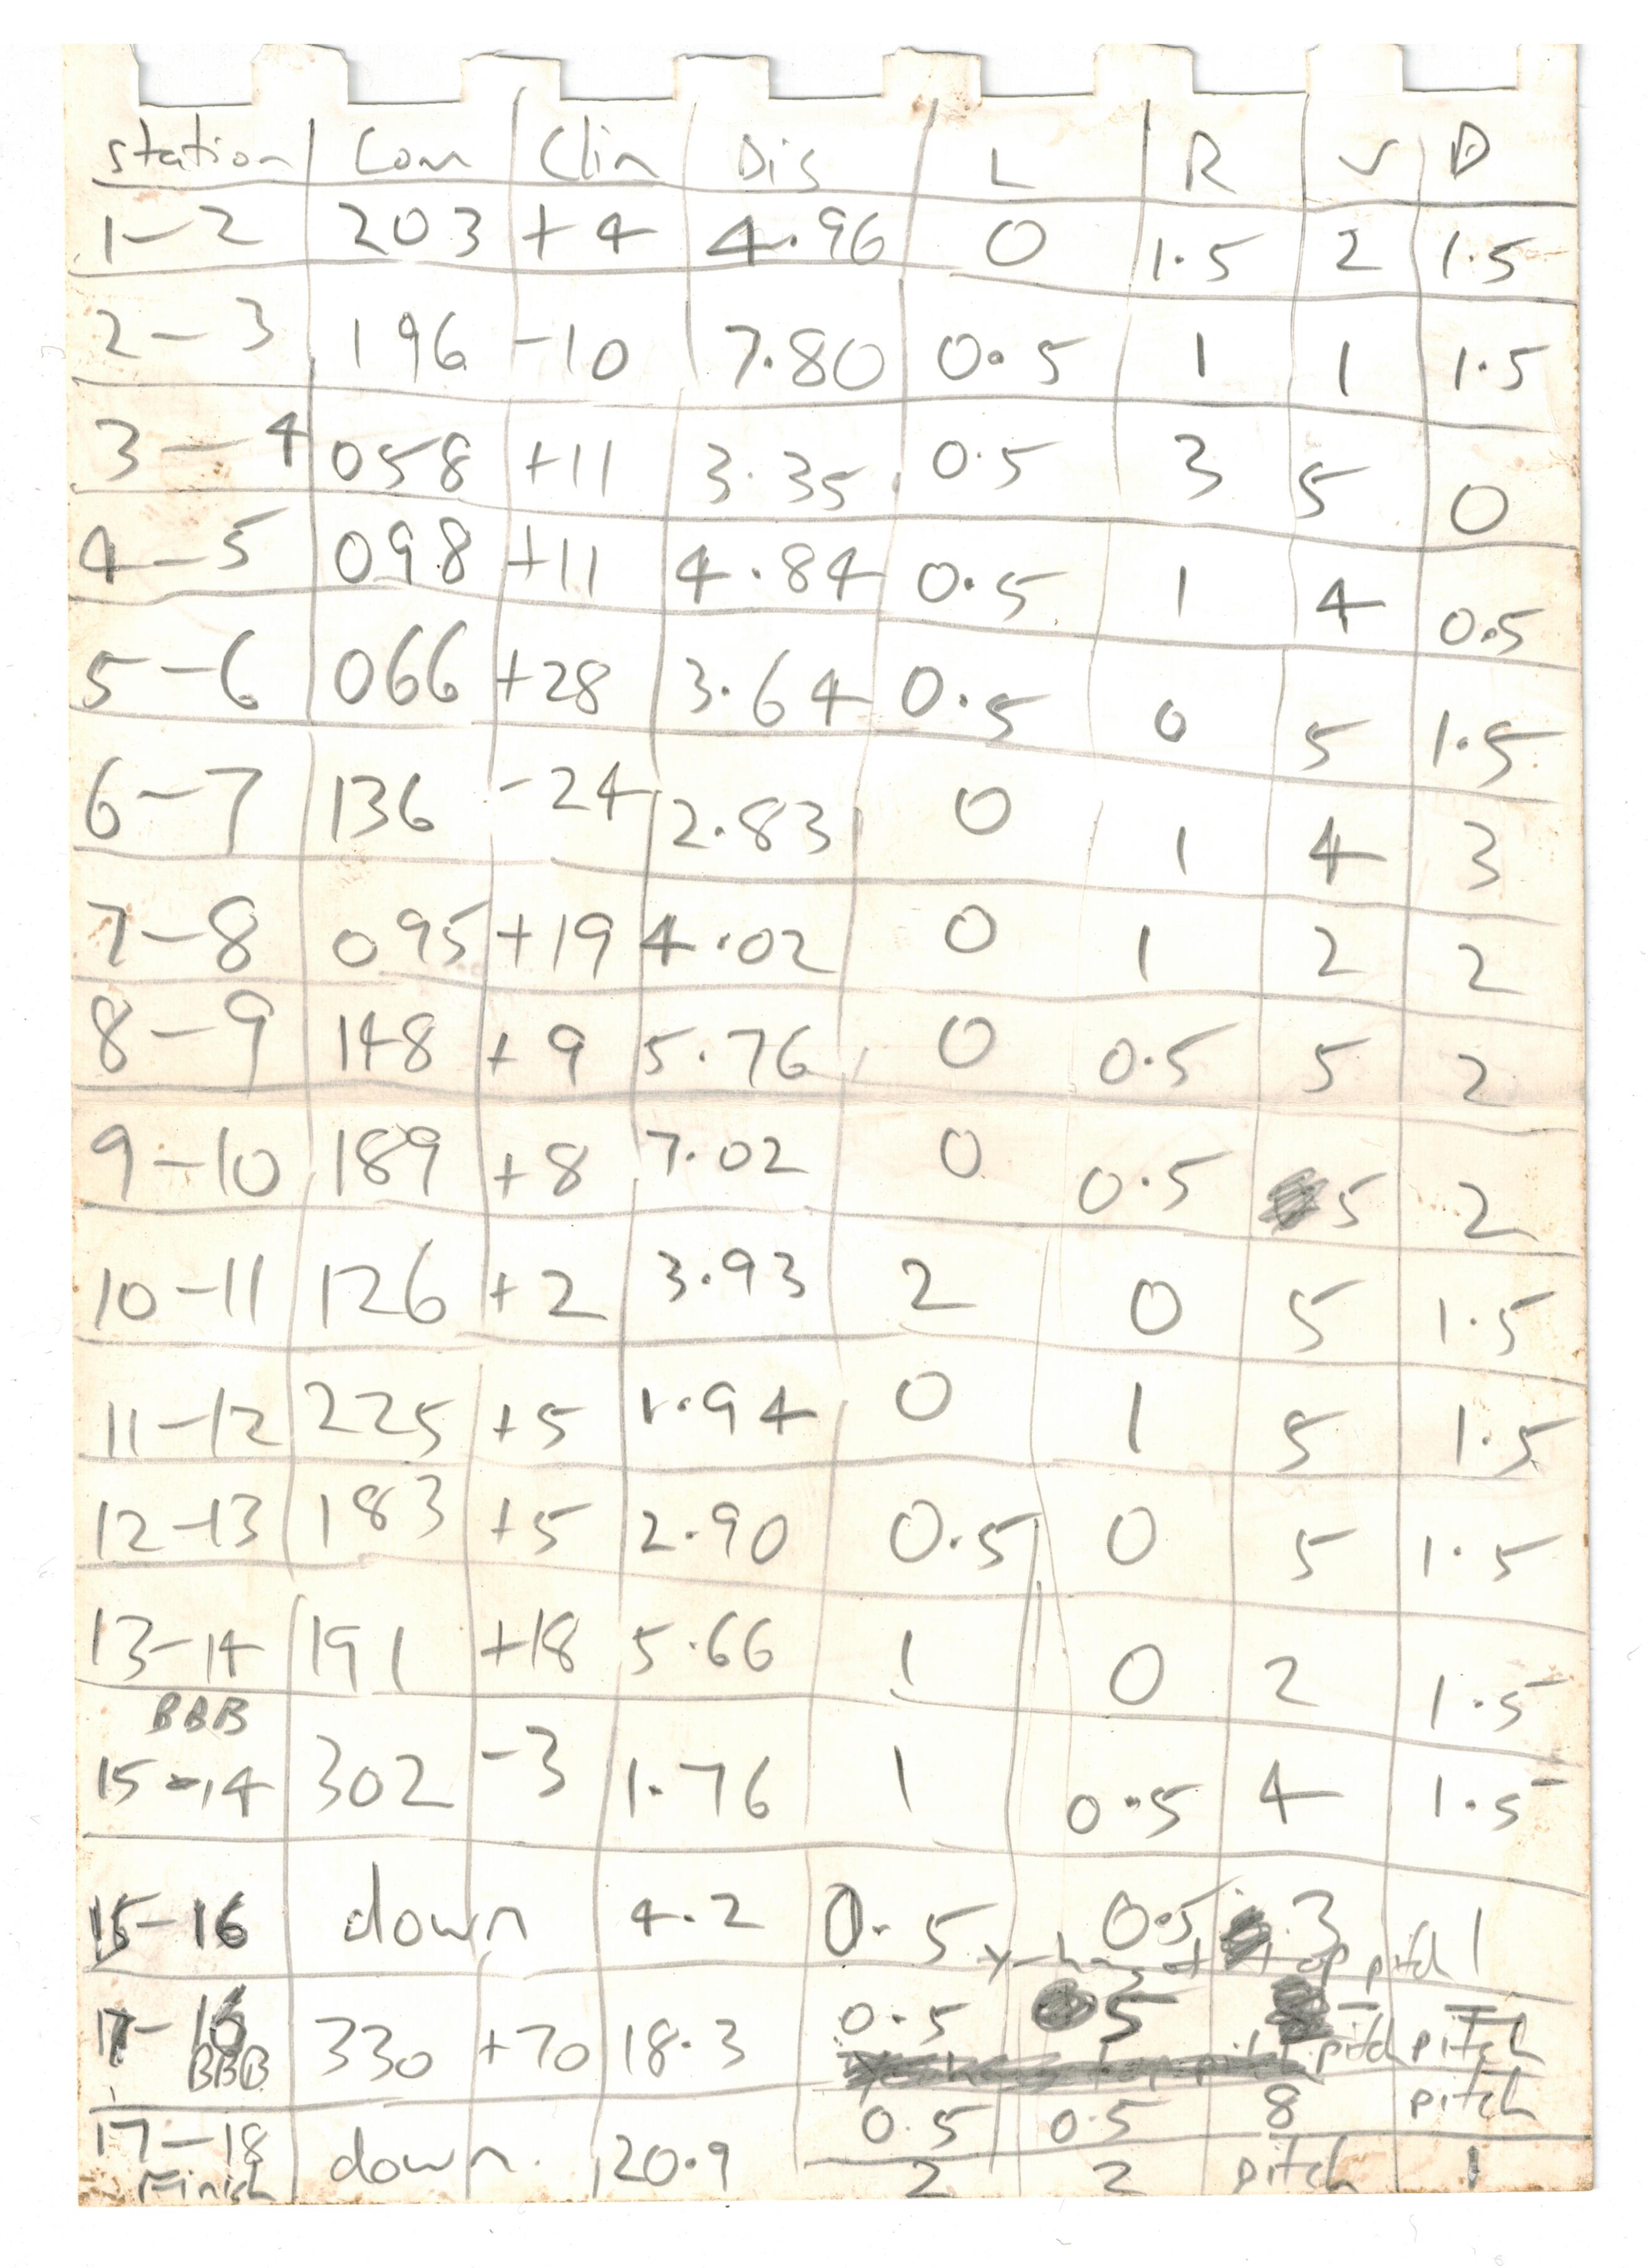 station Com Clin Dis L R V D
1-2 203 +4 4.96 0 1.5 2 1.5
2-3 196 -10 7.80 0.5 1 1 1.5
3-4 058 +11 3.35 0.5 3 5 0
4-5 098 +11 4.84 0.5 1 4 0.5
5-6 066 +28 3.64 0.5 0 5 1.5
6-7 136 -24 2.83 0 1 4 3
7-8 095 +19 4.02 0 1 2 2
8-9 148 +9 5.76 0 0.5 5 2
9-10 189 +8 7.02 0 0.5 5 2
10-11 126 +2 3.93 2 0 5 1.5
11-12 225 +5 1.94 0 1 5 1.5
12-13 183 +5 2.90 0.5 0 5 1.5
13-14 191 +18 5.66 1 0 2 1.5
BBB
15-14 302 -3 1.76 1 0.5 4 1.5
15-16 down 4.2 0.5 0.5 3 1
pitch
17-16 330 +70 18.3 0.5 5 pitch pitch
BBB
0.5 0.5 8 pitch
17-18 down 20.9 2 2 pitch 1
Finish